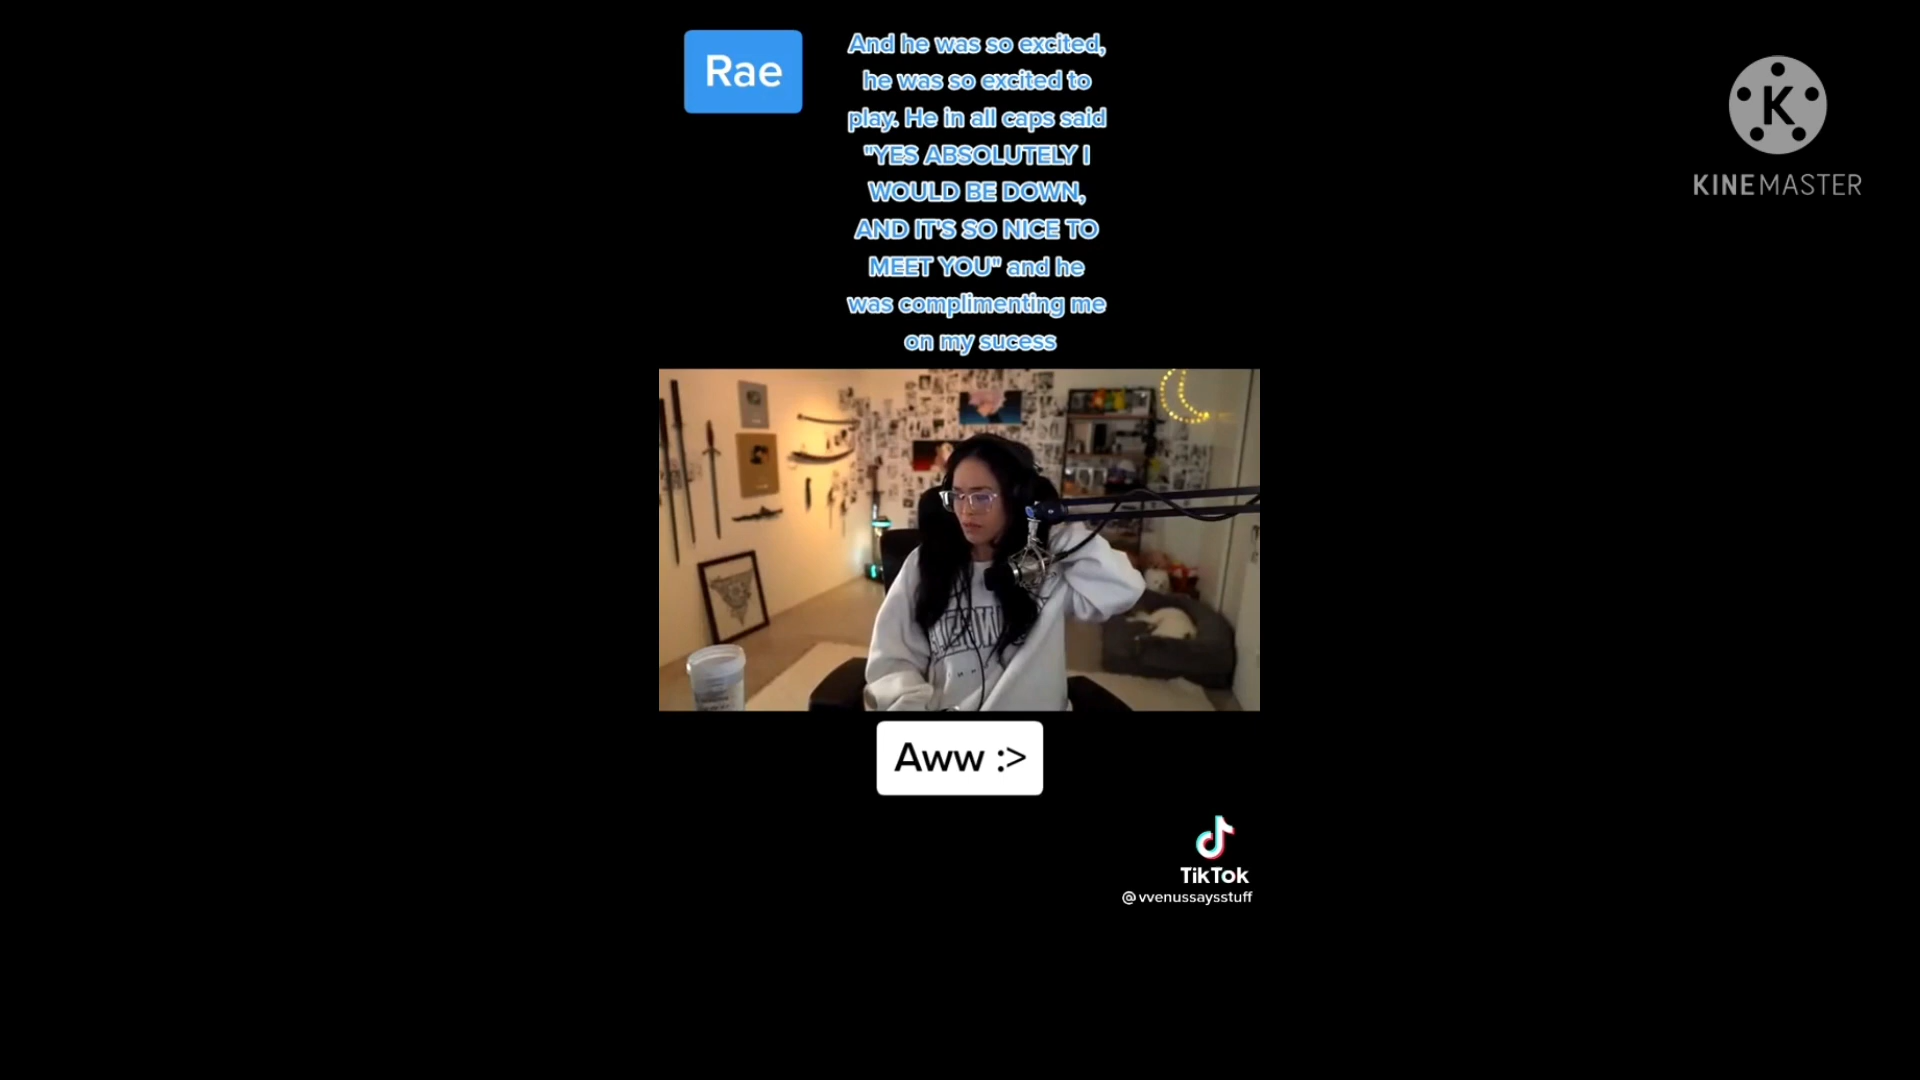 Rae
And he was so excited,
he was so excited to
play. He in all caps said
"YES ABSOLUTELY I
WOULD BE DOWN,
AND IT'S SO NICE TO
MEET YOU" and he
was complimenting me
on my sucess
KINEMASTER
Aww :>
TikTok
@vvenussaysstuff